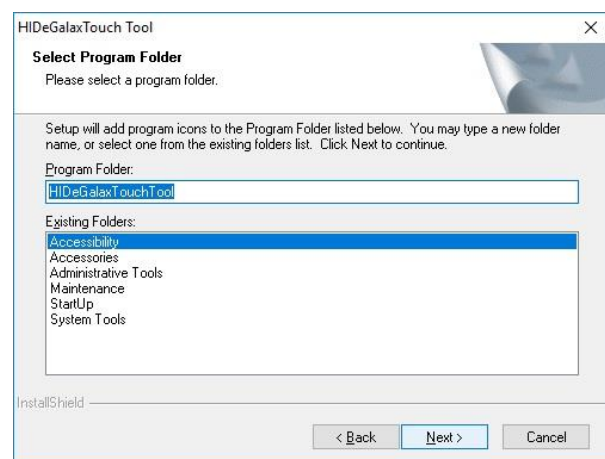 HIDeGalaxTouch Tool
Select Program Folder
Please select a program folder.
Setup will add program icons to the Program Folder listed below. You may type a new folder
name, or select one from the existing folders list. Click Next to continue.
Program Folder:
HIDeGalaxTouchTool
Existing Folders:
Accessibility
Accessories
Administrative Tools
Maintenance
StartUp
System Tools
InstallShield
< Back
Next >
Cancel